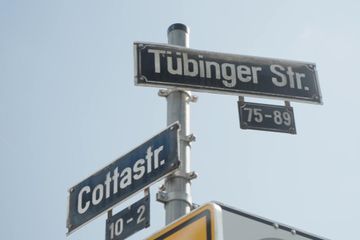 Tübinger Str.
75-89
Cottastr.
10-2